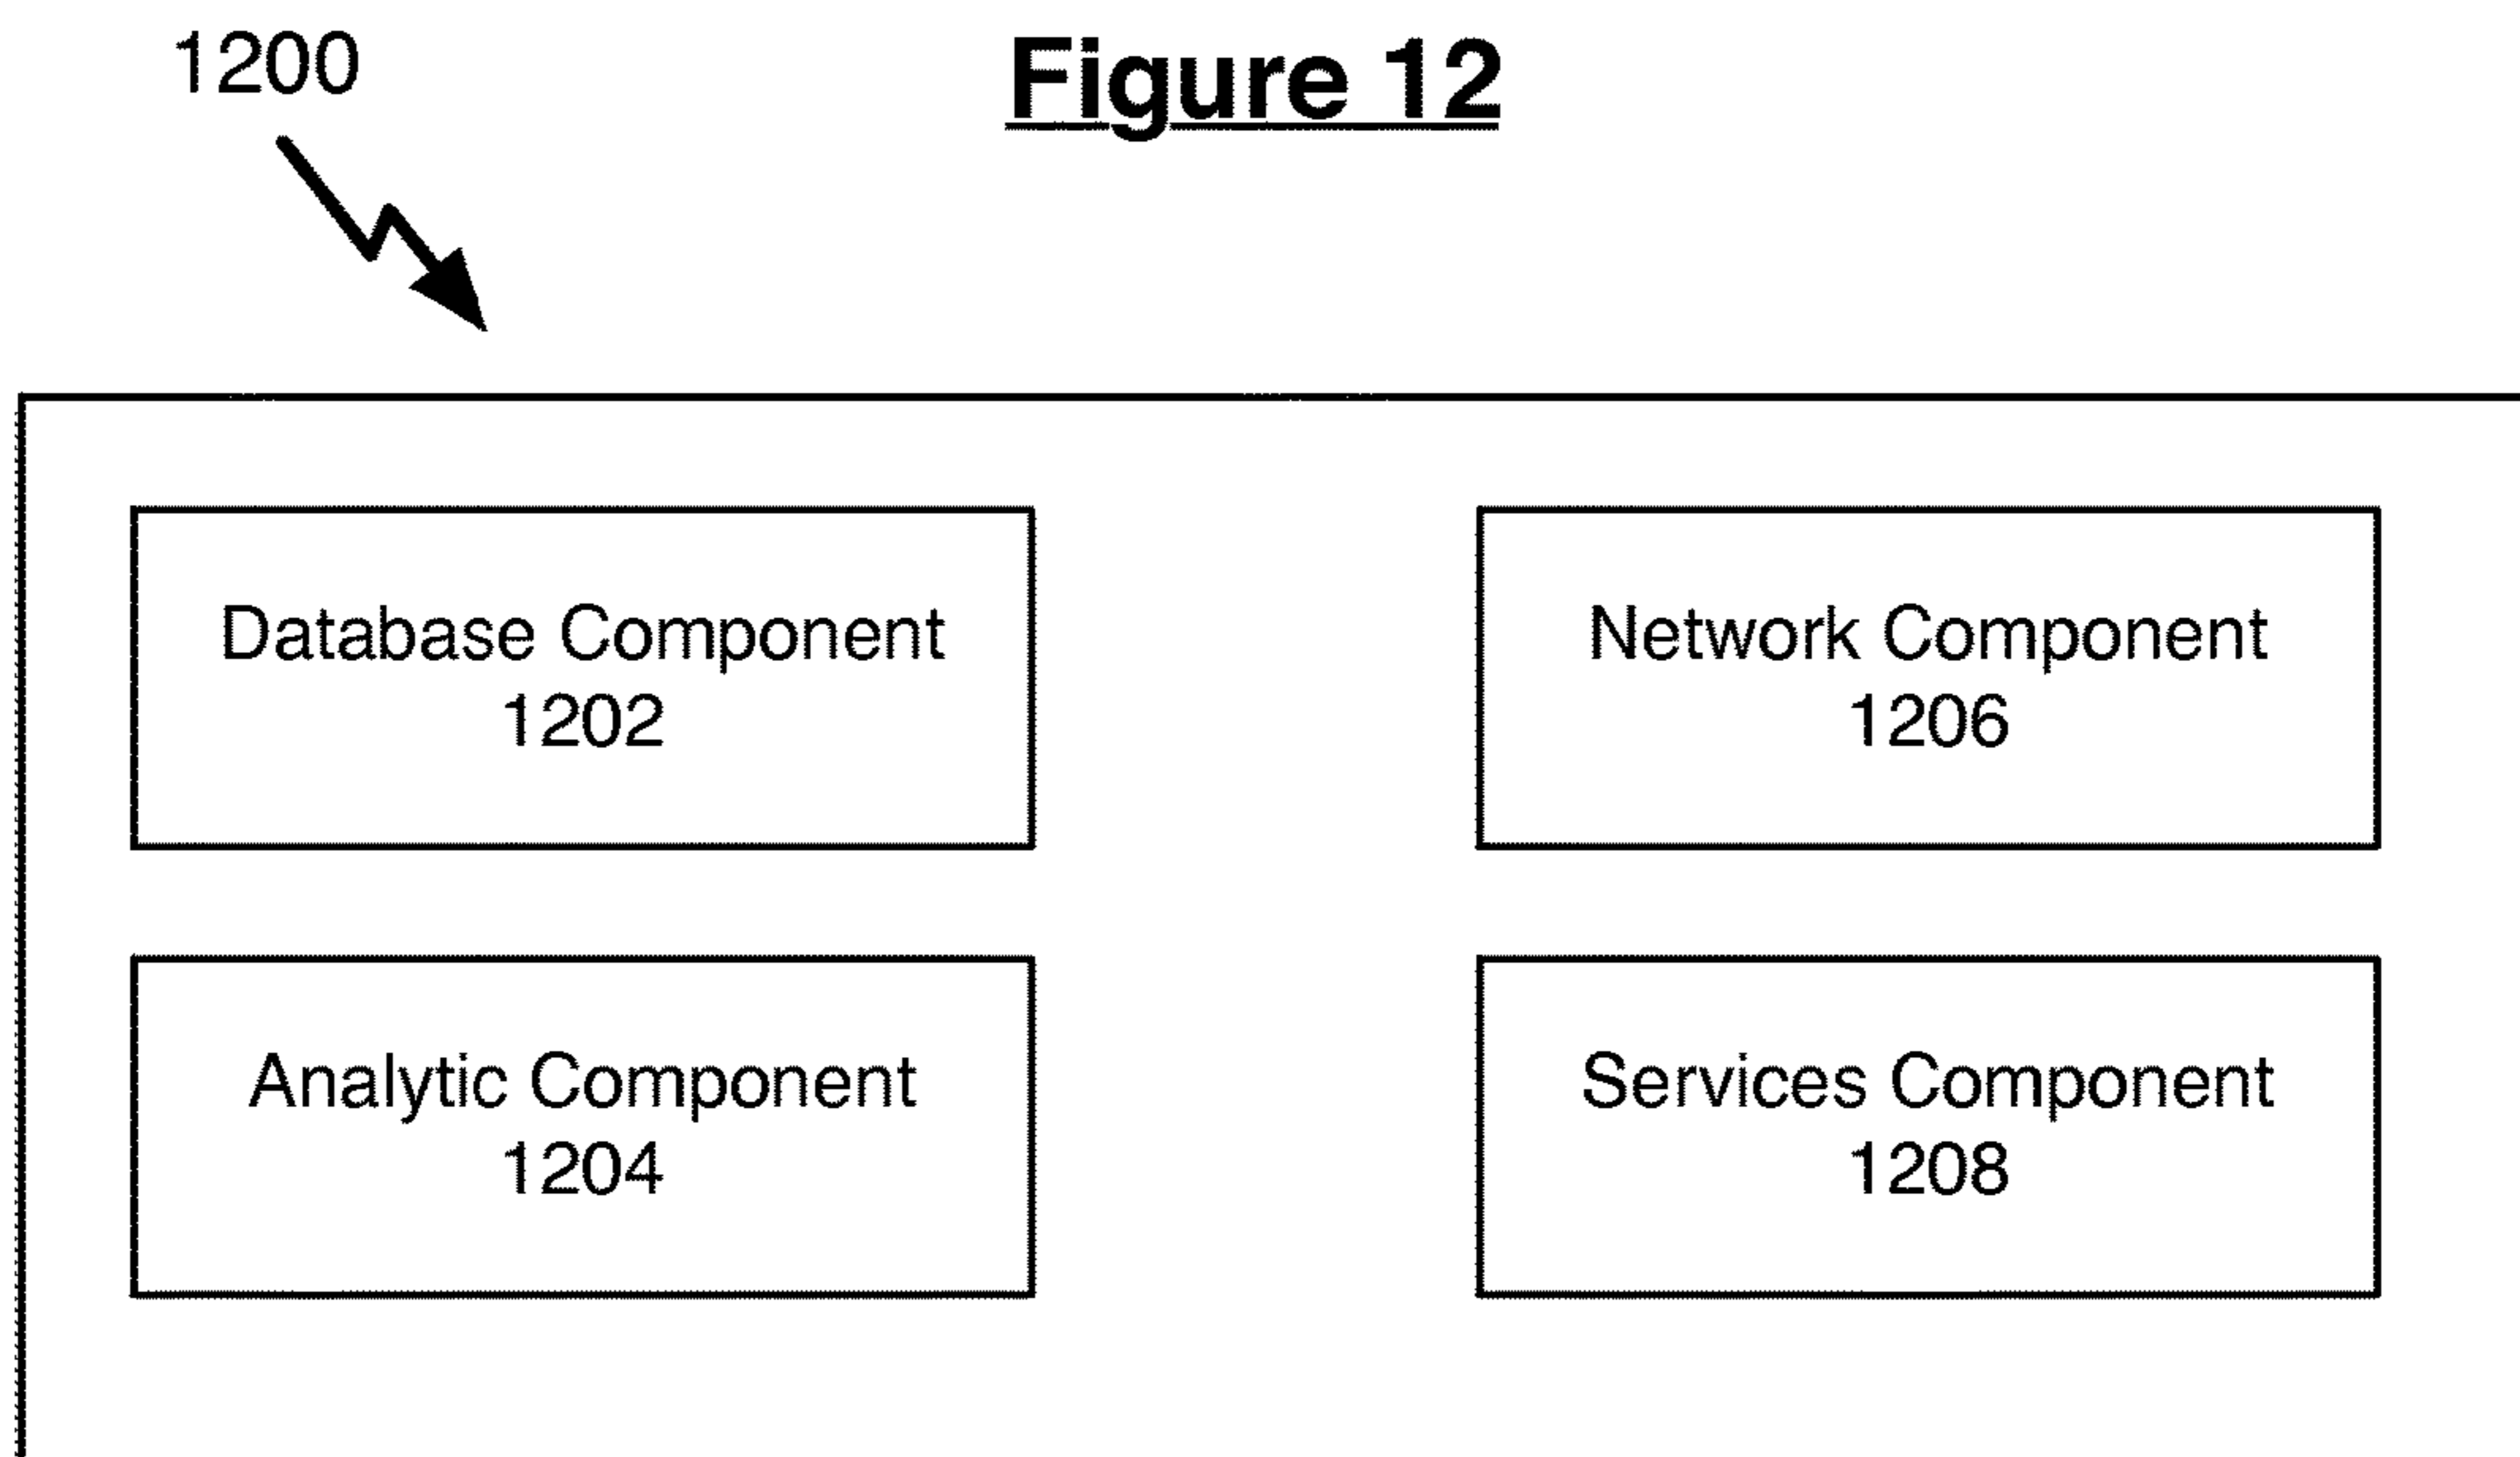 1200
Figure 12
Database Component
1202
Network Component
1206
Analytic Component
1204
Services Component
1208